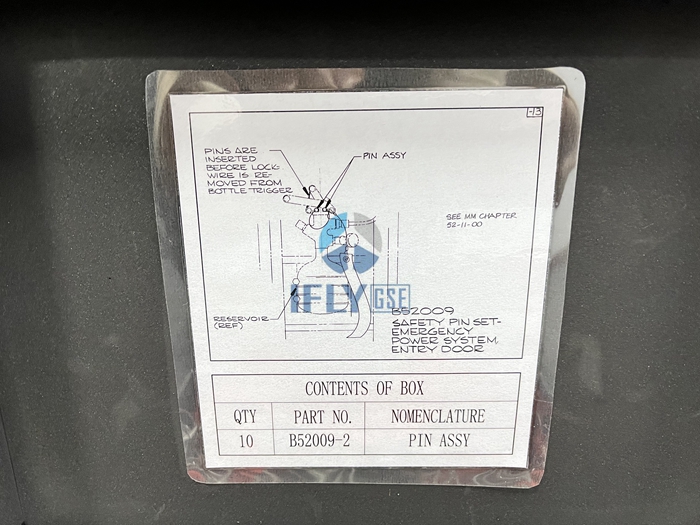 -13
PINS ARE
INSERTED
BEFORE LOCK-
WIRE IS RE-
MOVED FROM
BOTTLE TRIGGER
PIN ASSY
SEE MM CHAPTER
52-11-00
IFLY GSE
RESERVOIR
(REF)
B52009
SAFETY PIN SET-
EMERGENCY
POWER SYSTEM,
ENTRY DOOR
CONTENTS OF BOX
QTY PART NO. NOMENCLATURE
10 B52009-2 PIN ASSY